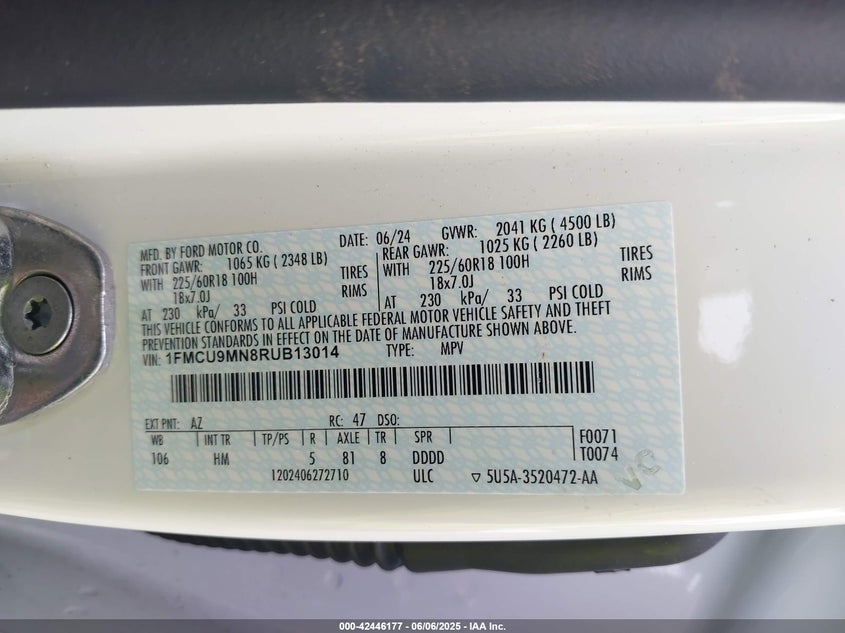 MFD. BY FORD MOTOR CO. DATE: 06/24 GVWR: 2041 KG ( 4500 LB)
FRONT GAWR: 1065 KG ( 2348 LB) REAR GAWR: 1025 KG ( 2260 LB)
WITH 225/60R18 100H TIRES WITH 225/60R18 100H TIRES
18x7.0J RIMS 18x7.0J RIMS
AT 230 kPa/ 33 PSI COLD AT 230 kPa/ 33 PSI COLD
THIS VEHICLE CONFORMS TO ALL APPLICABLE FEDERAL MOTOR VEHICLE SAFETY AND THEFT
PREVENTION STANDARDS IN EFFECT ON THE DATE OF MANUFACTURE SHOWN ABOVE.
VIN: 1FMCU9MN8RUB13014 TYPE: MPV
EXT PNT: AZ RC: 47 DSO:
WB INT TR TP/PS R AXLE TR SPR F0071
106 HM 5 81 8 DDDD T0074
1202406272710 ULC ▽ 5U5A-3520472-AA
VC
000-42446177 - 06/06/2025 - IAA Inc.